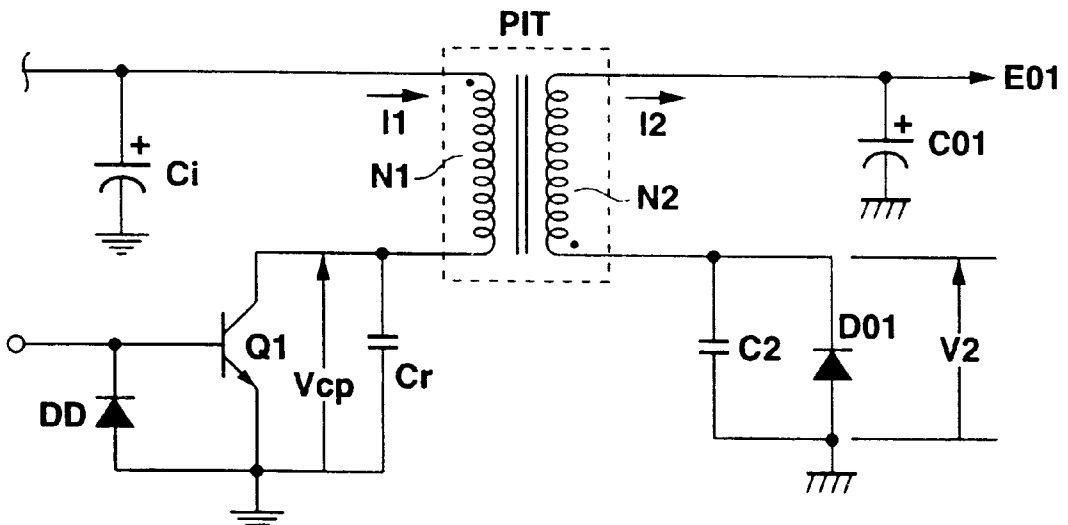 PIT
E01
I1
I2
+
C01
+
Ci
N1
N2
Q1
Vcp
Cr
C2
D01
V2
DD